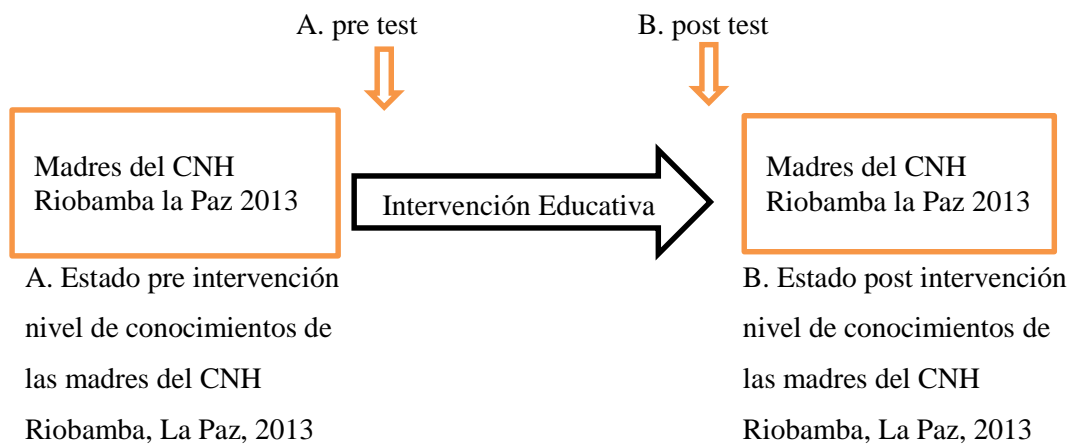 A. pre test
B. post test
Madres del CNH
Riobamba la Paz 2013
Intervención Educativa
Madres del CNH
Riobamba la Paz 2013
A. Estado pre intervención
nivel de conocimientos de
las madres del CNH
Riobamba, La Paz, 2013
B. Estado post intervención
nivel de conocimientos de
las madres del CNH
Riobamba, La Paz, 2013